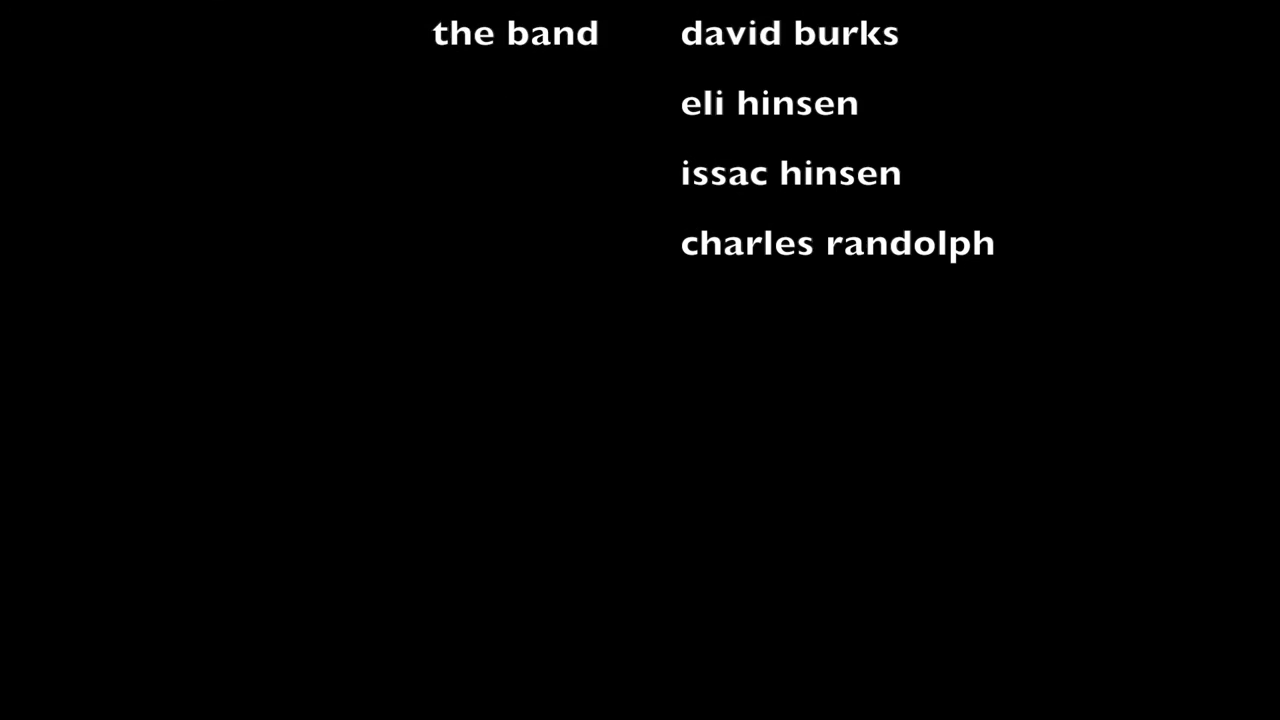 the band david burks
eli hinsen
issac hinsen
charles randolph